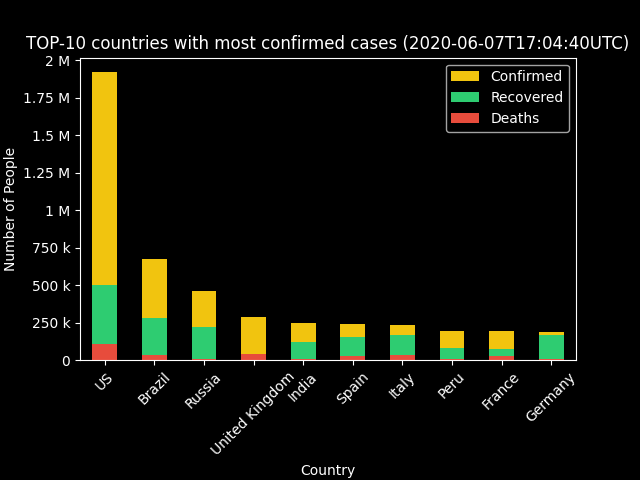 TOP-10 countries with most confirmed cases (2020-06-07T17:04:40UTC)
Confirmed
Recovered
Deaths
Number of People
2 M
1.75 M
1.5 M
1.25 M
1 M
750 k
500 k
250 k
0
US
Brazil
Russia
United Kingdom
India
Spain
Italy
Peru
France
Germany
Country